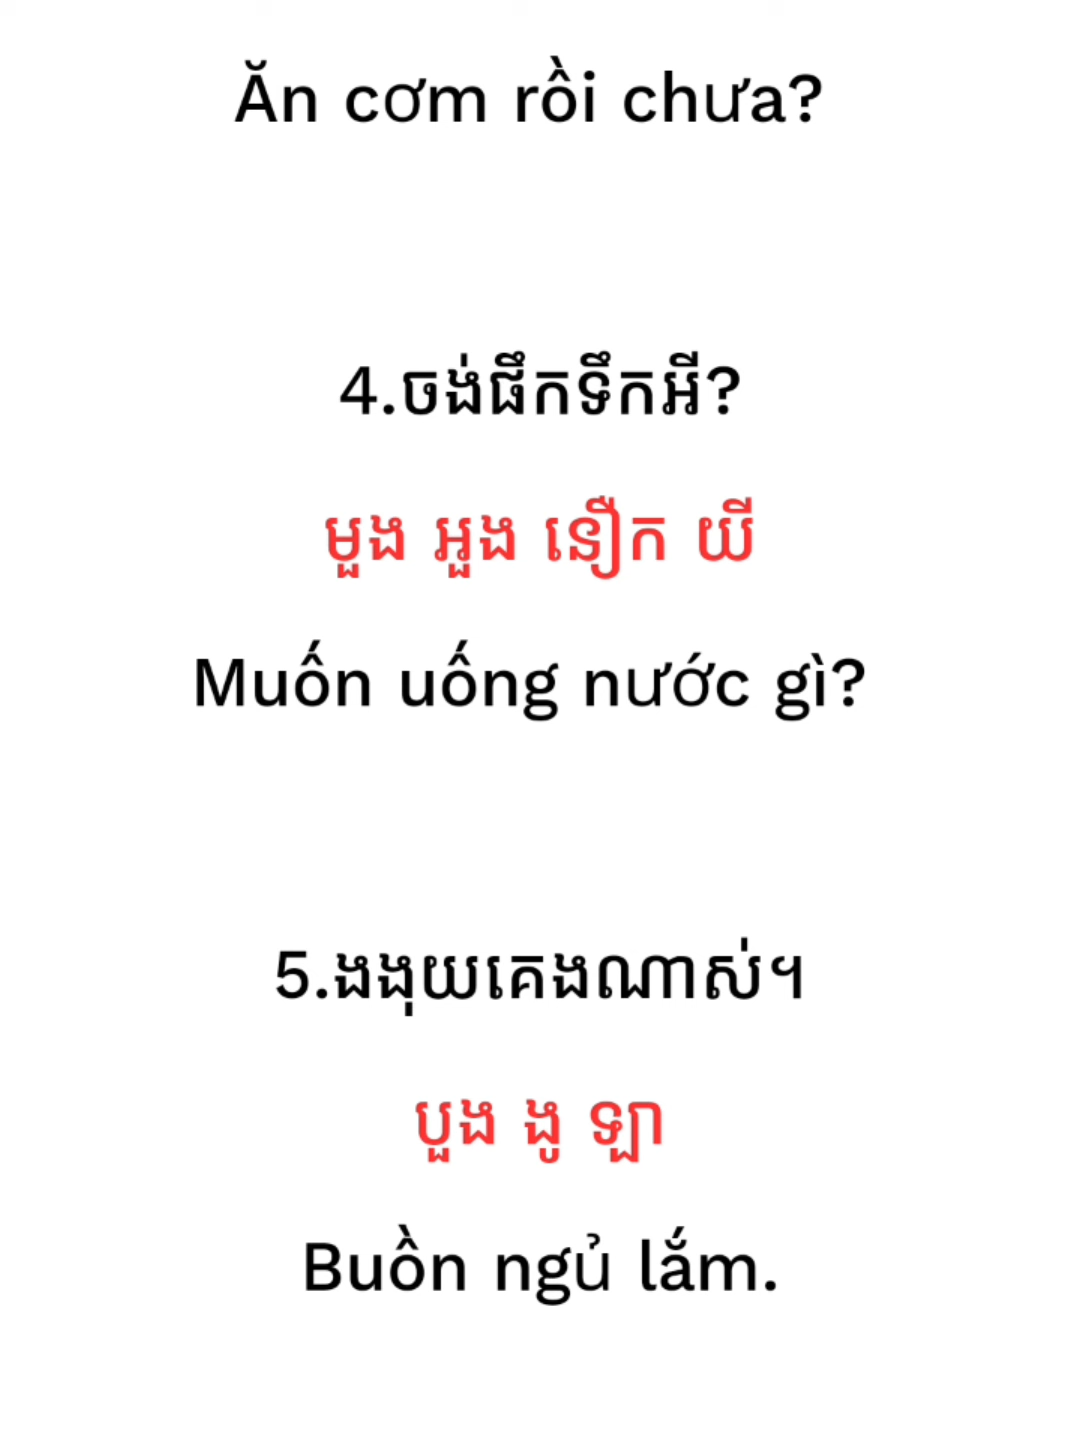 Ăn cơm rồi chưa?
4.ចង់ផឹកទឹកអី?
មួង អួង នឿក យី
Muốn uống nước gì?
5.ងងុយគេងណាស់។
បួង ងូ ឡា
Buồn ngủ lắm.